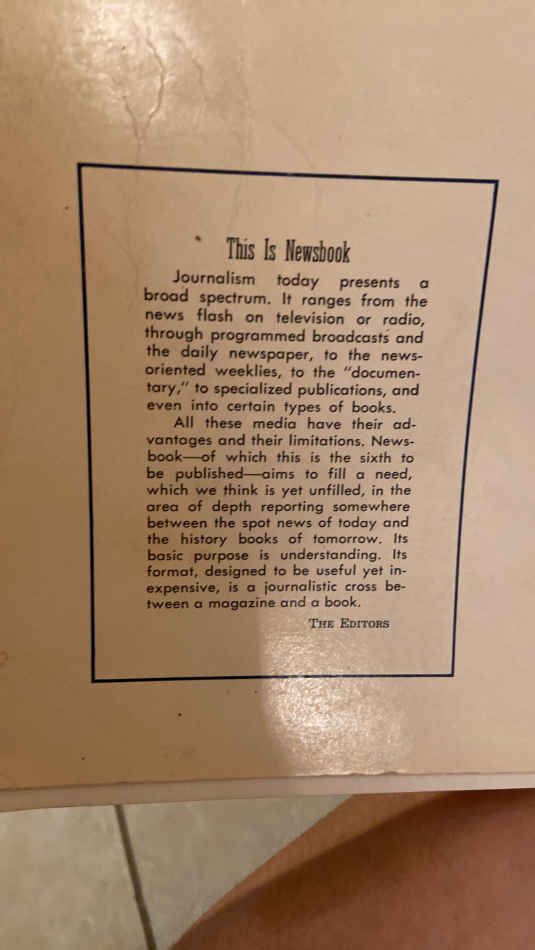 This Is Newsbook
Journalism today presents a
broad spectrum. It ranges from the
news flash on television or radio,
through programmed broadcasts and
the daily newspaper, to the news-
oriented weeklies, to the "documen-
tary," to specialized publications, and
even into certain types of books.
All these media have their ad-
vantages and their limitations. News-
book—of which this is the sixth to
be published—aims to fill a need,
which we think is yet unfilled, in the
area of depth reporting somewhere
between the spot news of today and
the history books of tomorrow. Its
basic purpose is understanding. Its
format, designed to be useful yet in-
expensive, is a journalistic cross be-
tween a magazine and a book.
THE EDITORS